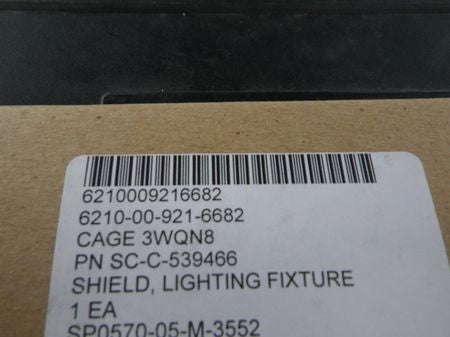 6210009216682
6210-00-921-6682
CAGE 3WQN8
PN SC-C-539466
SHIELD, LIGHTING FIXTURE
1 EA
SP0570-05-M-3552